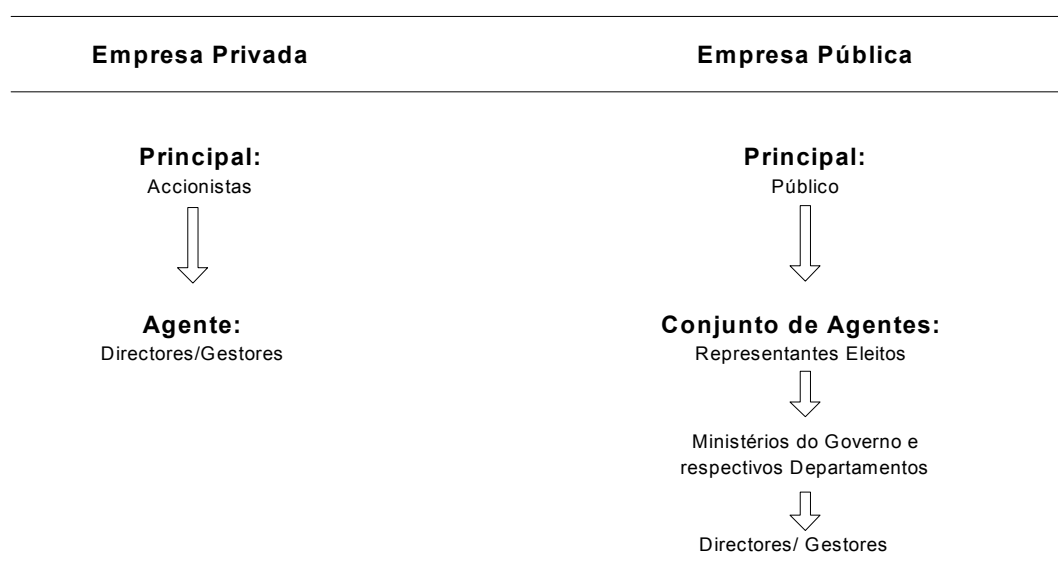 Empresa Privada
Empresa Pública
Principal:
Accionistas
Principal:
Público
Agente:
Directores/Gestores
Conjunto de Agentes:
Representantes Eleitos
Ministérios do Governo e
respectivos Departamentos
Directores/ Gestores